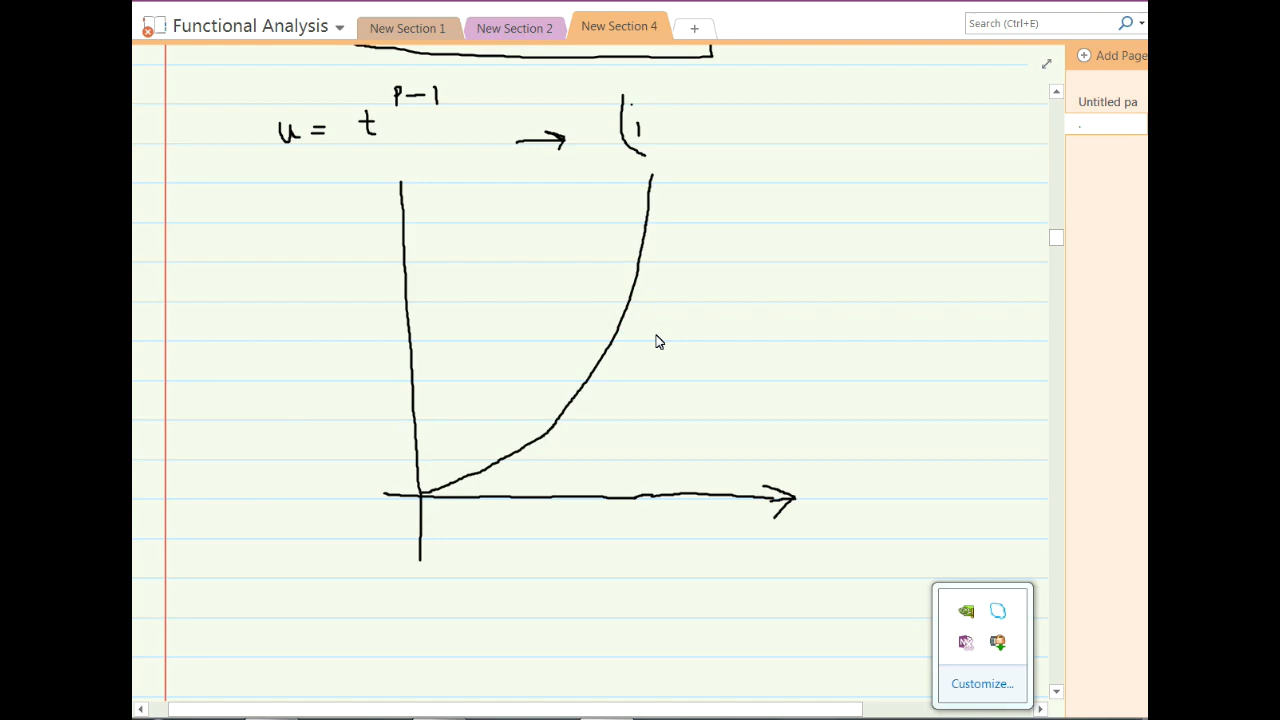 Functional Analysis
New Section 1
New Section 2
New Section 4
+
Search (Ctrl+E)
Add Page
Untitled pa
.
u = t^{p-1} → (i
Customize...